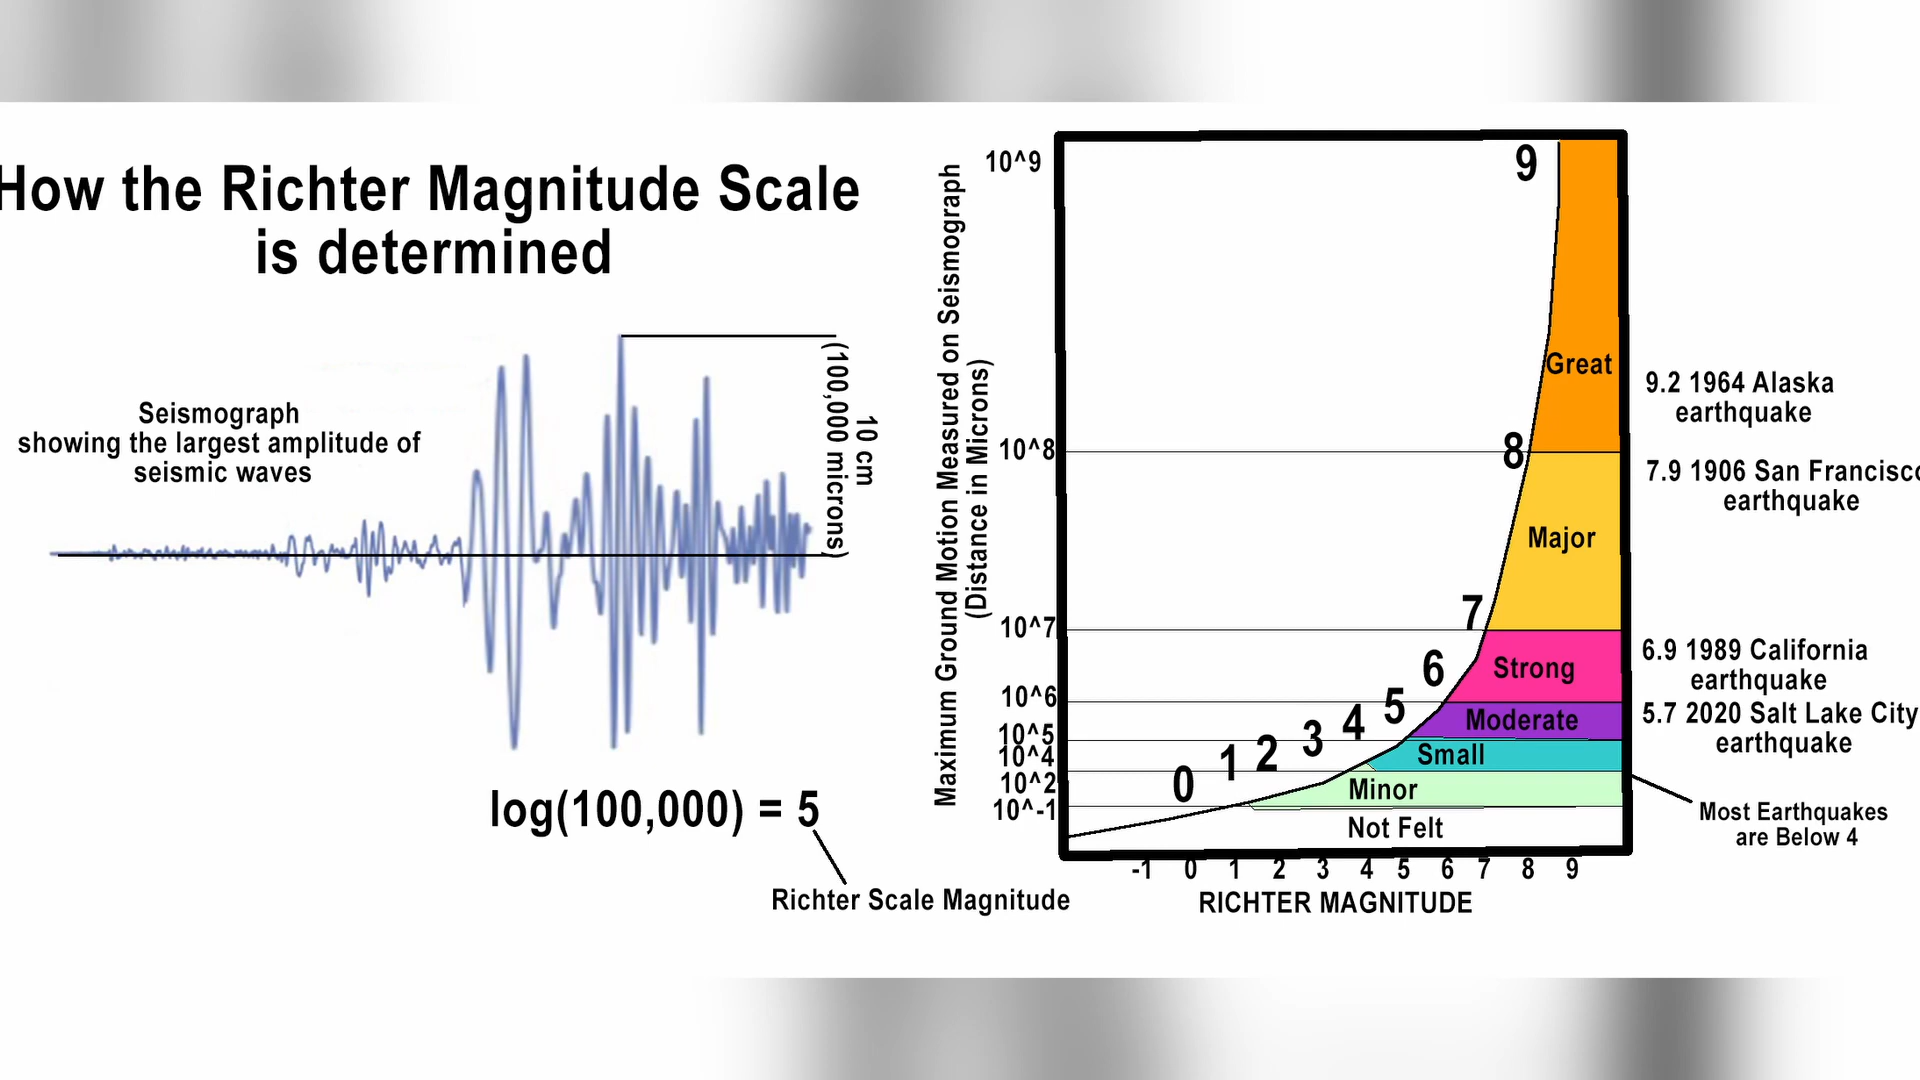 How the Richter Magnitude Scale
is determined
Seismograph
showing the largest amplitude of
seismic waves
10 cm
(100,000 microns)
log(100,000) = 5
Richter Scale Magnitude
Maximum Ground Motion Measured on Seismograph
(Distance in Microns)
10^9
10^8
10^7
10^6
10^5
10^4
10^2
10^-1
9
8
7
6
5
4
3
2
1
0
Great
Major
Strong
Moderate
Small
Minor
Not Felt
-1 0 1 2 3 4 5 6 7 8 9
RICHTER MAGNITUDE
9.2 1964 Alaska
earthquake
7.9 1906 San Francisco
earthquake
6.9 1989 California
earthquake
5.7 2020 Salt Lake City
earthquake
Most Earthquakes
are Below 4